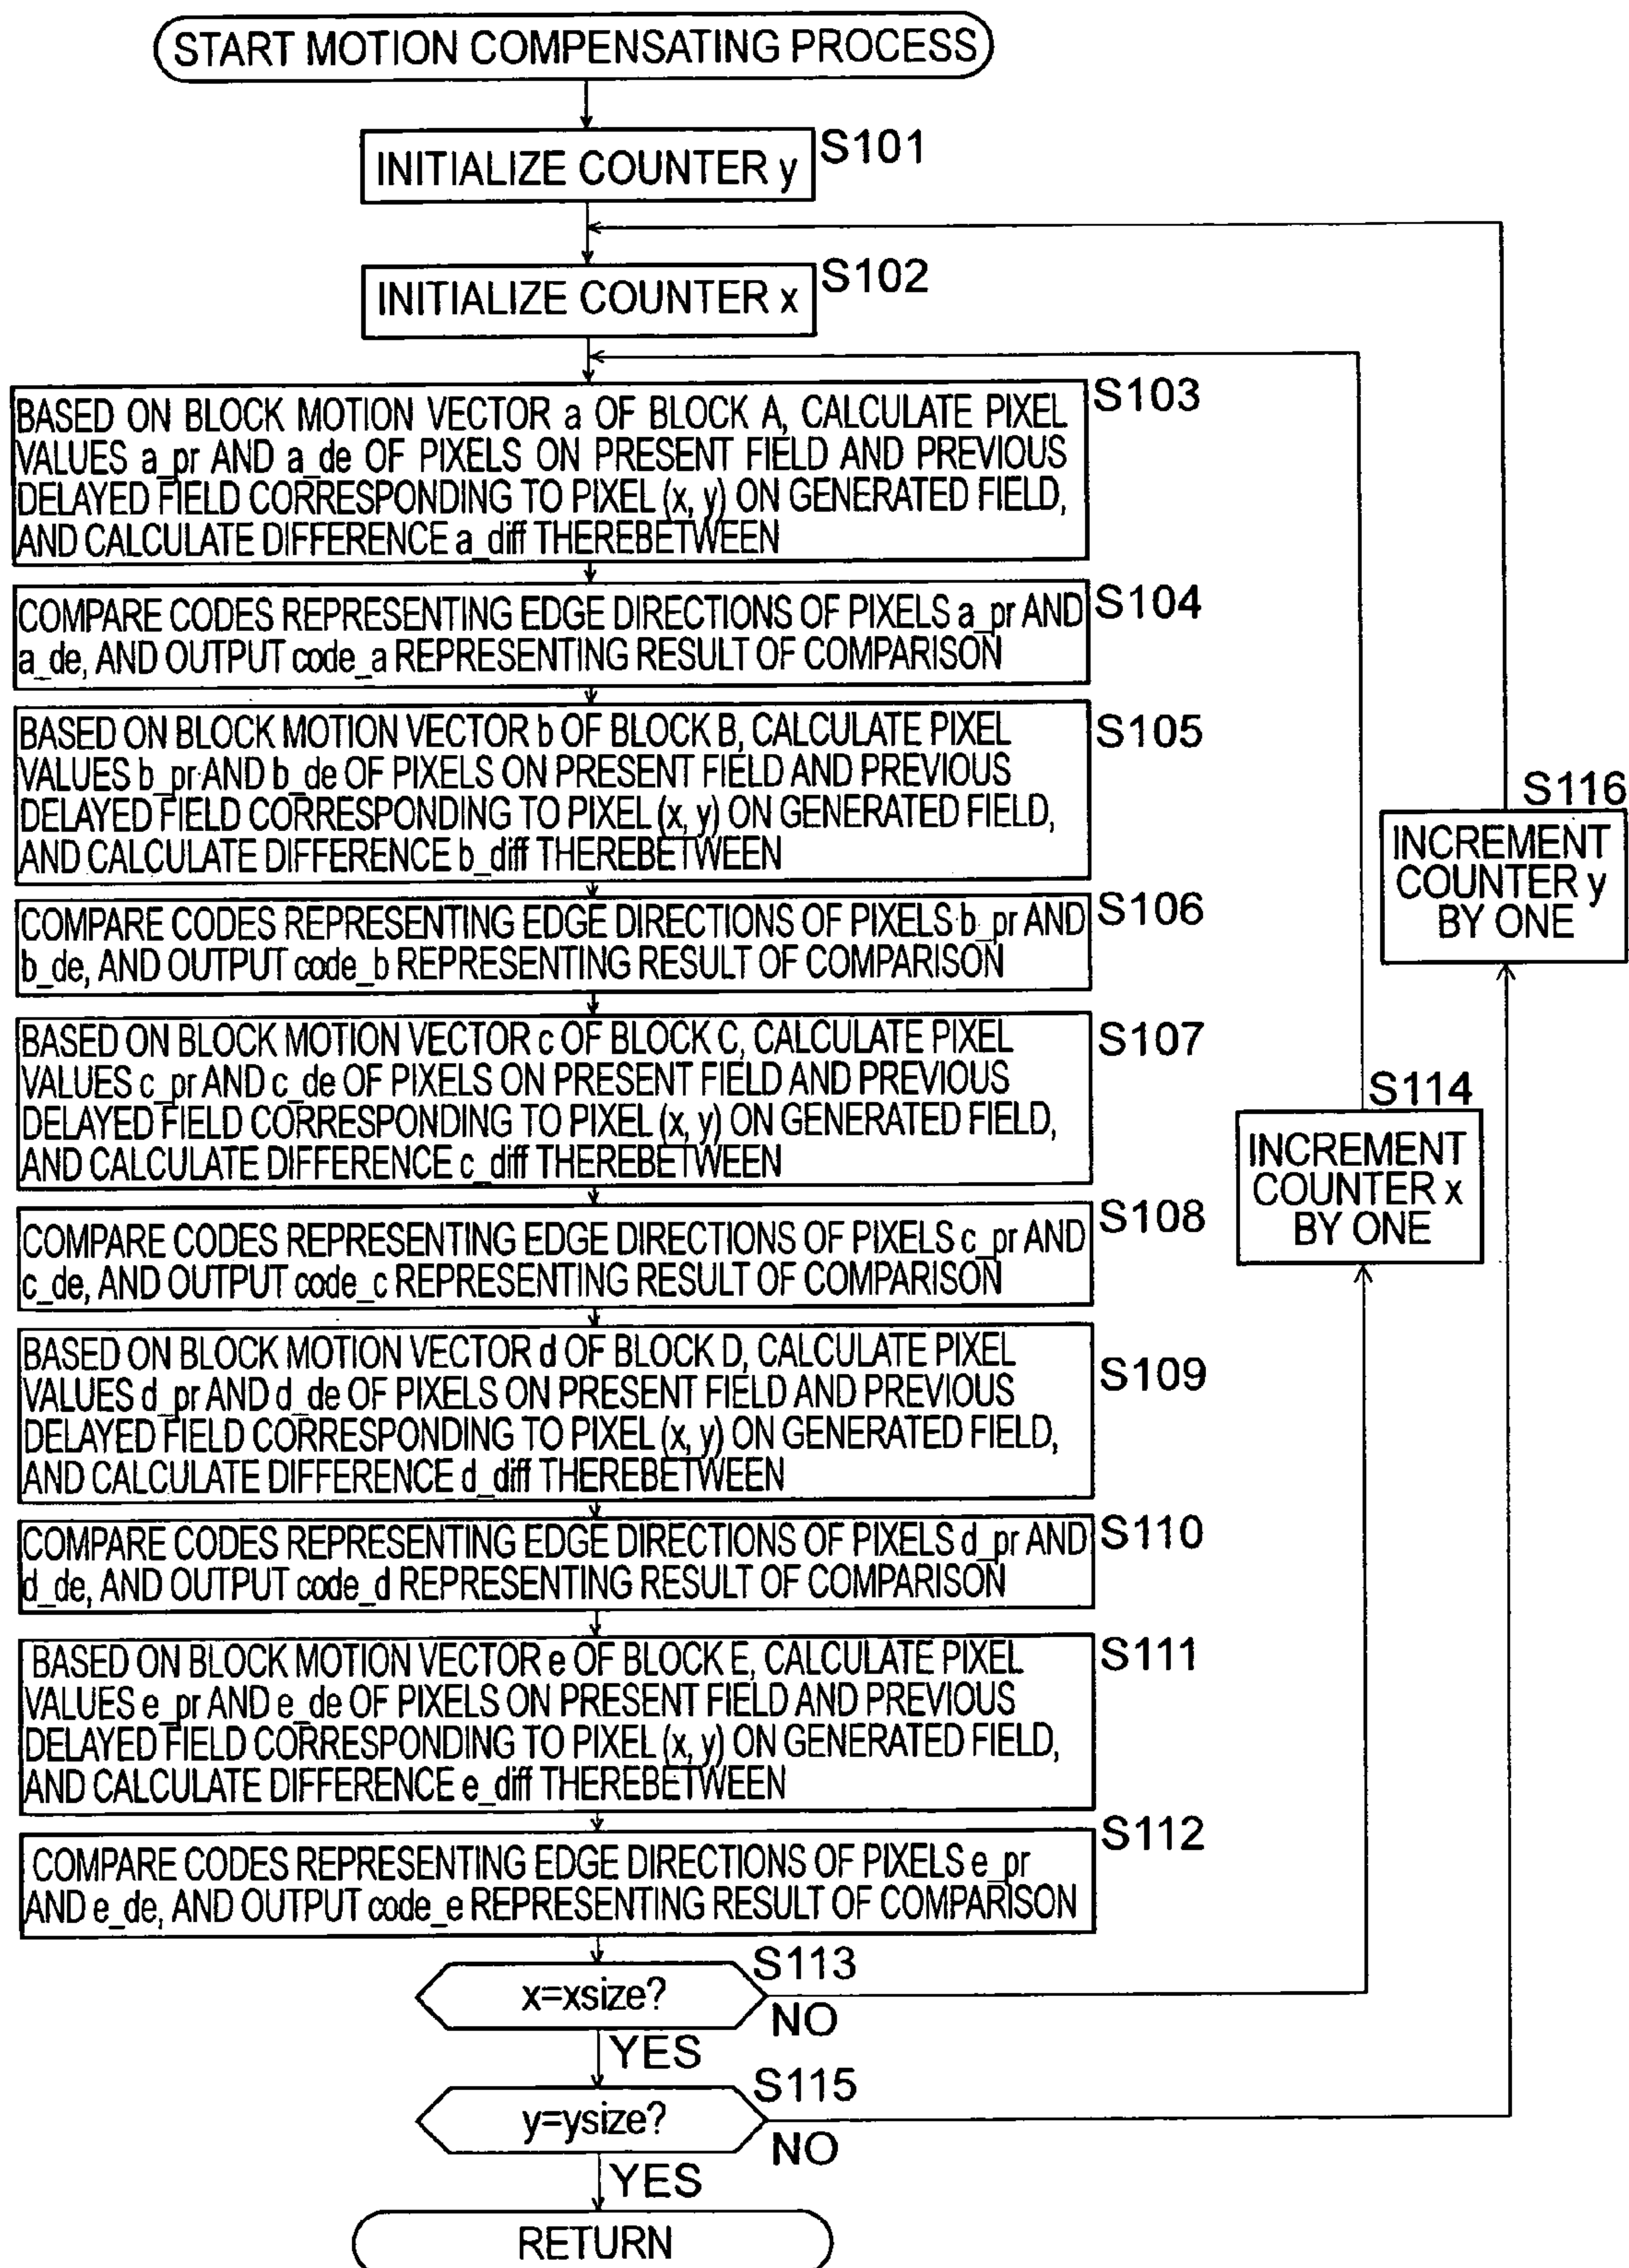 START MOTION COMPENSATING PROCESS
INITIALIZE COUNTER y
S101
INITIALIZE COUNTER x
S102
BASED ON BLOCK MOTION VECTOR a OF BLOCK A, CALCULATE PIXEL
VALUES a_pr AND a_de OF PIXELS ON PRESENT FIELD AND PREVIOUS
DELAYED FIELD CORRESPONDING TO PIXEL (x, y) ON GENERATED FIELD,
AND CALCULATE DIFFERENCE a_diff THEREBETWEEN
S103
COMPARE CODES REPRESENTING EDGE DIRECTIONS OF PIXELS a_pr AND
a_de, AND OUTPUT code_a REPRESENTING RESULT OF COMPARISON
S104
BASED ON BLOCK MOTION VECTOR b OF BLOCK B, CALCULATE PIXEL
VALUES b_pr AND b_de OF PIXELS ON PRESENT FIELD AND PREVIOUS
DELAYED FIELD CORRESPONDING TO PIXEL (x, y) ON GENERATED FIELD,
AND CALCULATE DIFFERENCE b_diff THEREBETWEEN
S105
COMPARE CODES REPRESENTING EDGE DIRECTIONS OF PIXELS b_pr AND
b_de, AND OUTPUT code_b REPRESENTING RESULT OF COMPARISON
S106
BASED ON BLOCK MOTION VECTOR c OF BLOCK C, CALCULATE PIXEL
VALUES c_pr AND c_de OF PIXELS ON PRESENT FIELD AND PREVIOUS
DELAYED FIELD CORRESPONDING TO PIXEL (x, y) ON GENERATED FIELD,
AND CALCULATE DIFFERENCE c_diff THEREBETWEEN
S107
COMPARE CODES REPRESENTING EDGE DIRECTIONS OF PIXELS c_pr AND
c_de, AND OUTPUT code_c REPRESENTING RESULT OF COMPARISON
S108
BASED ON BLOCK MOTION VECTOR d OF BLOCK D, CALCULATE PIXEL
VALUES d_pr AND d_de OF PIXELS ON PRESENT FIELD AND PREVIOUS
DELAYED FIELD CORRESPONDING TO PIXEL (x, y) ON GENERATED FIELD,
AND CALCULATE DIFFERENCE d_diff THEREBETWEEN
S109
COMPARE CODES REPRESENTING EDGE DIRECTIONS OF PIXELS d_pr AND
d_de, AND OUTPUT code_d REPRESENTING RESULT OF COMPARISON
S110
BASED ON BLOCK MOTION VECTOR e OF BLOCK E, CALCULATE PIXEL
VALUES e_pr AND e_de OF PIXELS ON PRESENT FIELD AND PREVIOUS
DELAYED FIELD CORRESPONDING TO PIXEL (x, y) ON GENERATED FIELD,
AND CALCULATE DIFFERENCE e_diff THEREBETWEEN
S111
COMPARE CODES REPRESENTING EDGE DIRECTIONS OF PIXELS e_pr
AND e_de, AND OUTPUT code_e REPRESENTING RESULT OF COMPARISON
S112
x=xsize?
S113
NO
YES
S114
INCREMENT
COUNTER x
BY ONE
y=ysize?
S115
NO
YES
S116
INCREMENT
COUNTER y
BY ONE
RETURN